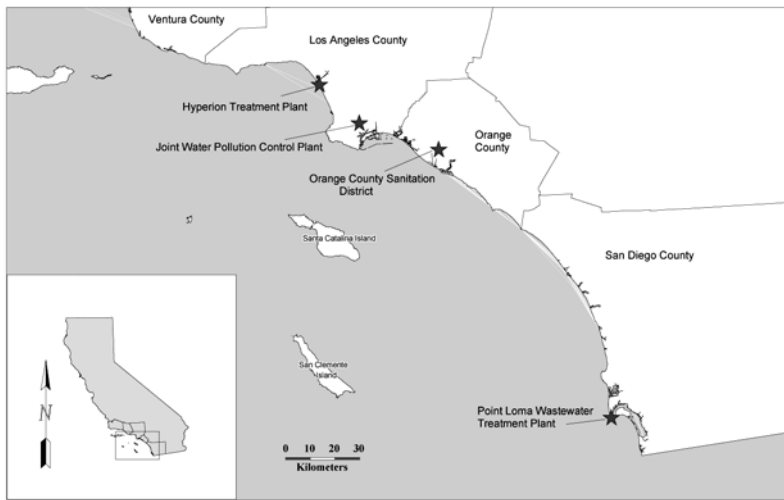 Ventura County
Los Angeles County
Hyperion Treatment Plant
Joint Water Pollution Control Plant
Orange
County
Orange County Sanitation
District
Santa Catalina Island
San Diego County
San Clemente
Island
Point Loma Wastewater
Treatment Plant
N
0 10 20 30
Kilometers